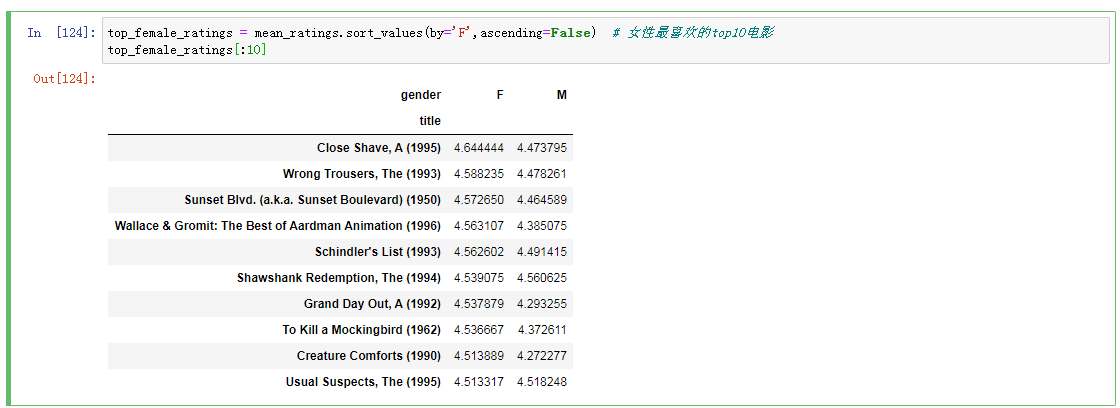 In [124]: top_female_ratings = mean_ratings.sort_values(by='F',ascending=False)  # 女性最喜欢的top10电影
top_female_ratings[:10]
Out[124]:
gender F M
title
Close Shave, A (1995) 4.644444 4.473795
Wrong Trousers, The (1993) 4.588235 4.478261
Sunset Blvd. (a.k.a. Sunset Boulevard) (1950) 4.572650 4.464589
Wallace & Gromit: The Best of Aardman Animation (1996) 4.563107 4.385075
Schindler's List (1993) 4.562602 4.491415
Shawshank Redemption, The (1994) 4.539075 4.560625
Grand Day Out, A (1992) 4.537879 4.293255
To Kill a Mockingbird (1962) 4.536667 4.372611
Creature Comforts (1990) 4.513889 4.272277
Usual Suspects, The (1995) 4.513317 4.518248